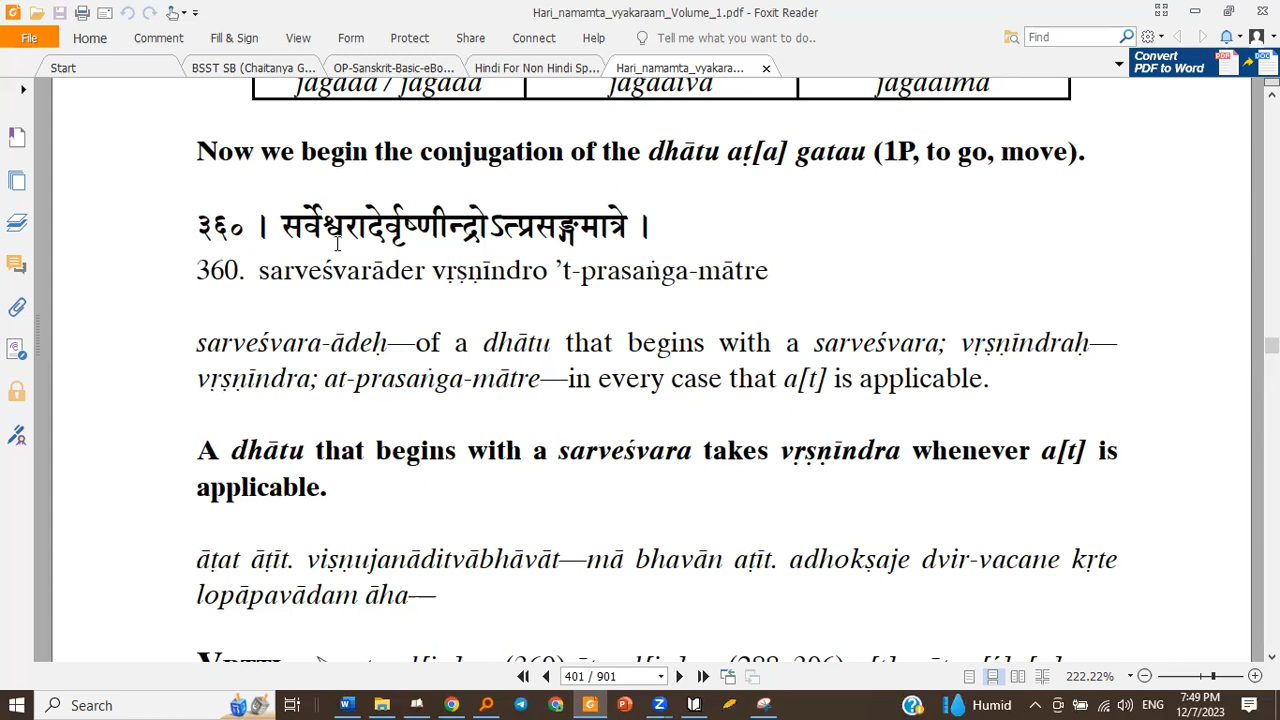 Hari_namamta_vyakaraam_Volume_1.pdf - Foxit Reader
File Home Comment Fill & Sign View Form Protect Share Connect Help Tell me what you want to do... Find
Start BSST SB (Chaitanya G... OP-Sanskrit-Basic-eBo... Hindi For Non Hindi Sp... Hari_namamta_vyakara... Convert
PDF to Word
jagāda / jagada jagadiva jagadima
Now we begin the conjugation of the dhātu aṭ[a] gatau (1P, to go, move).
३६० । सर्वेश्वरादेर्वृष्णीन्द्रोऽत्प्रसङ्गमात्रे ।
360. sarveśvarāder vṛṣṇīndro ’t-prasaṅga-mātre
sarveśvara-ādeḥ—of a dhātu that begins with a sarveśvara; vṛṣṇīndraḥ—
vṛṣṇīndra; at-prasaṅga-mātre—in every case that a[t] is applicable.
A dhātu that begins with a sarveśvara takes vṛṣṇīndra whenever a[t] is
applicable.
āṭat āṭīt. viṣṇujanāditvābhāvāt—mā bhavān aṭīt. adhokṣaje dvir-vacane kṛte
lopāpavādam āha—
401 / 901 222.22%
Search Humid ENG 7:49 PM
12/7/2023